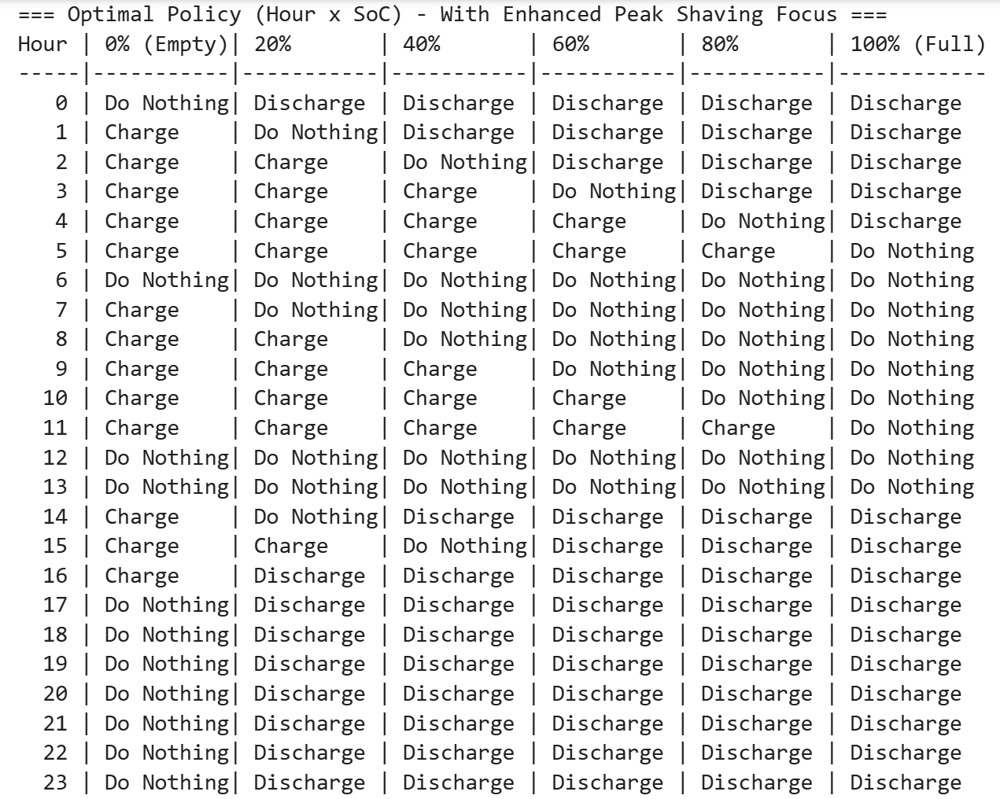 === Optimal Policy (Hour x SoC) - With Enhanced Peak Shaving Focus ===
Hour | 0% (Empty)| 20%       | 40%       | 60%       | 80%       | 100% (Full)
-----|-----------|-----------|-----------|-----------|-----------|------------
   0 | Do Nothing| Discharge | Discharge | Discharge | Discharge | Discharge
   1 | Charge    | Do Nothing| Discharge | Discharge | Discharge | Discharge
   2 | Charge    | Charge    | Do Nothing| Discharge | Discharge | Discharge
   3 | Charge    | Charge    | Charge    | Do Nothing| Discharge | Discharge
   4 | Charge    | Charge    | Charge    | Charge    | Do Nothing| Discharge
   5 | Charge    | Charge    | Charge    | Charge    | Charge    | Do Nothing
   6 | Do Nothing| Do Nothing| Do Nothing| Do Nothing| Do Nothing| Do Nothing
   7 | Charge    | Do Nothing| Do Nothing| Do Nothing| Do Nothing| Do Nothing
   8 | Charge    | Charge    | Do Nothing| Do Nothing| Do Nothing| Do Nothing
   9 | Charge    | Charge    | Charge    | Do Nothing| Do Nothing| Do Nothing
  10 | Charge    | Charge    | Charge    | Charge    | Do Nothing| Do Nothing
  11 | Charge    | Charge    | Charge    | Charge    | Charge    | Do Nothing
  12 | Do Nothing| Do Nothing| Do Nothing| Do Nothing| Do Nothing| Do Nothing
  13 | Do Nothing| Do Nothing| Do Nothing| Do Nothing| Do Nothing| Do Nothing
  14 | Charge    | Do Nothing| Discharge | Discharge | Discharge | Discharge
  15 | Charge    | Charge    | Do Nothing| Discharge | Discharge | Discharge
  16 | Charge    | Discharge | Discharge | Discharge | Discharge | Discharge
  17 | Do Nothing| Discharge | Discharge | Discharge | Discharge | Discharge
  18 | Do Nothing| Discharge | Discharge | Discharge | Discharge | Discharge
  19 | Do Nothing| Discharge | Discharge | Discharge | Discharge | Discharge
  20 | Do Nothing| Discharge | Discharge | Discharge | Discharge | Discharge
  21 | Do Nothing| Discharge | Discharge | Discharge | Discharge | Discharge
  22 | Do Nothing| Discharge | Discharge | Discharge | Discharge | Discharge
  23 | Do Nothing| Discharge | Discharge | Discharge | Discharge | Discharge